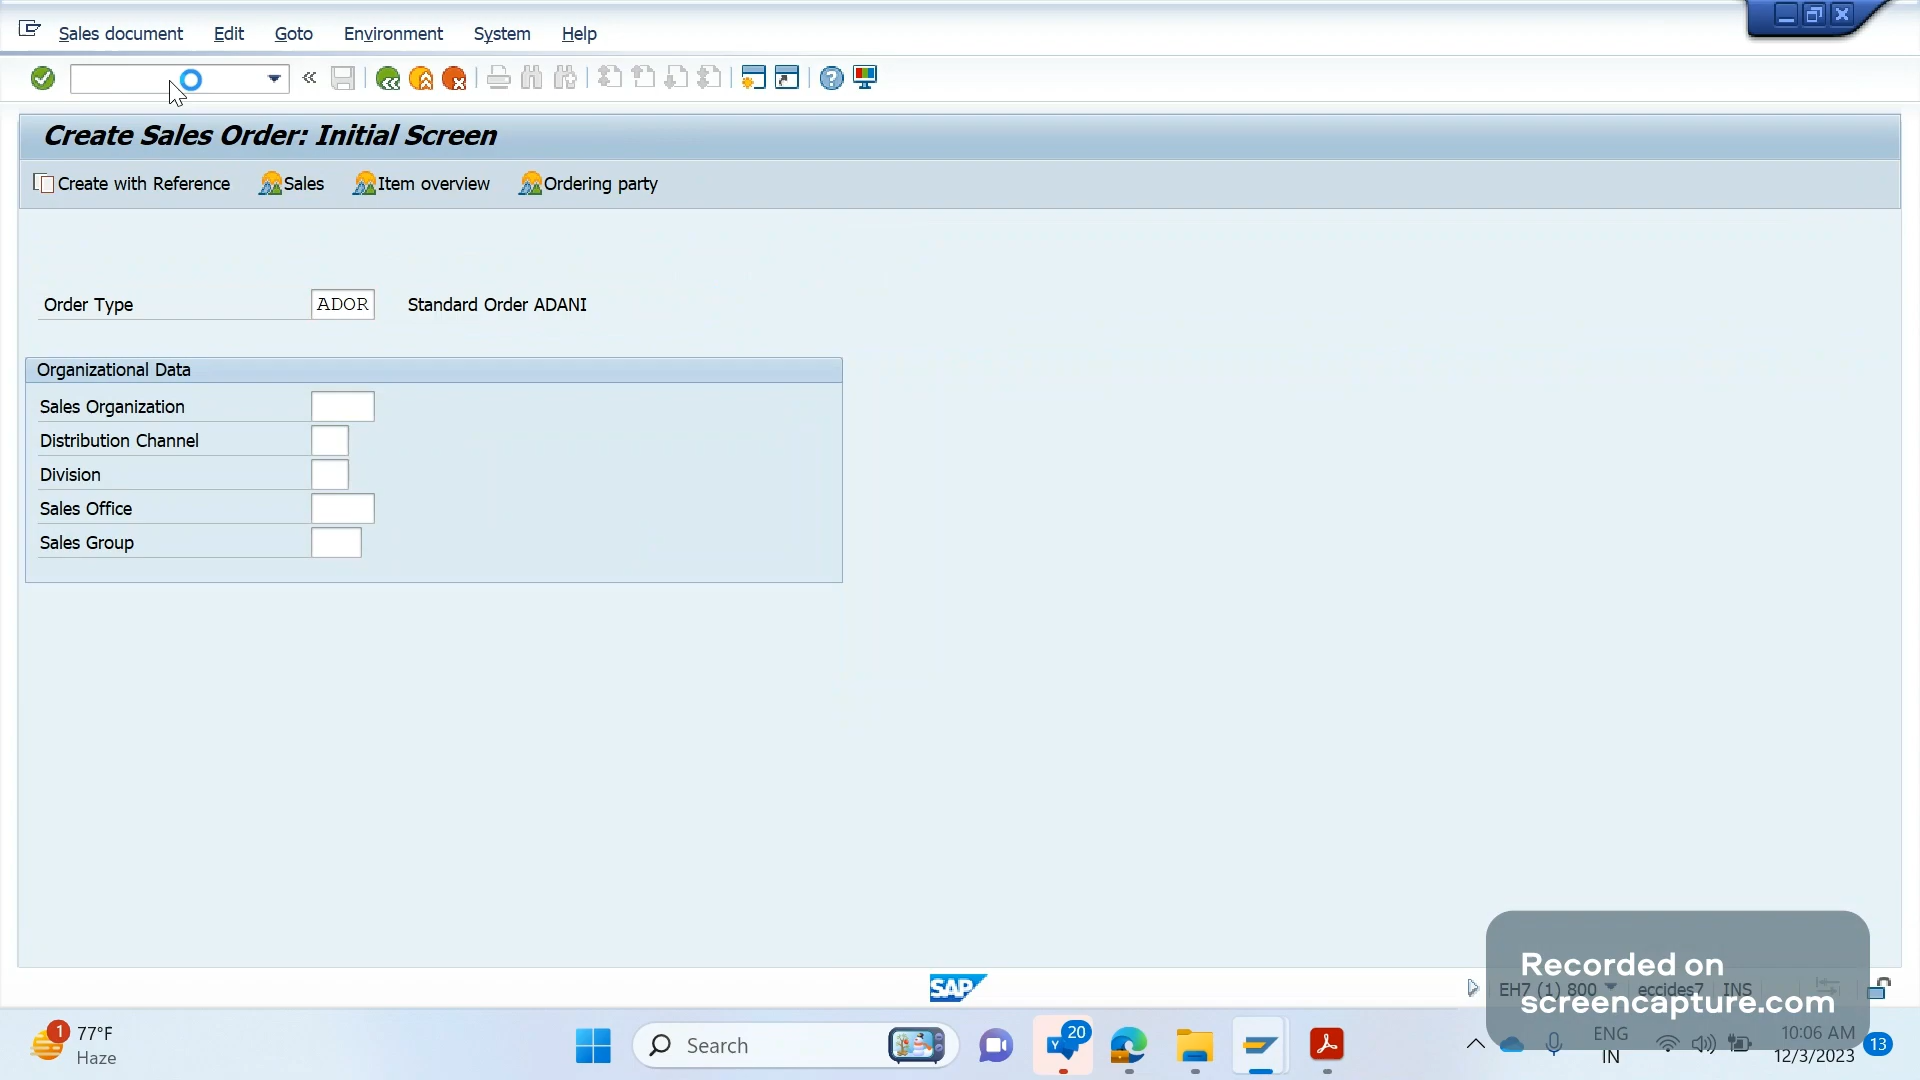 Sales document Edit Goto Environment System Help
Create Sales Order: Initial Screen
Create with Reference Sales Item overview Ordering party
Order Type ADOR Standard Order ADANI
Organizational Data
Sales Organization
Distribution Channel
Division
Sales Office
Sales Group
SAP
EH7 (1) 800 eccides7 INS
Recorded on
screencapture.com
1
77°F
Haze
Search
20
ENG
IN
10:06 AM
12/3/2023
13